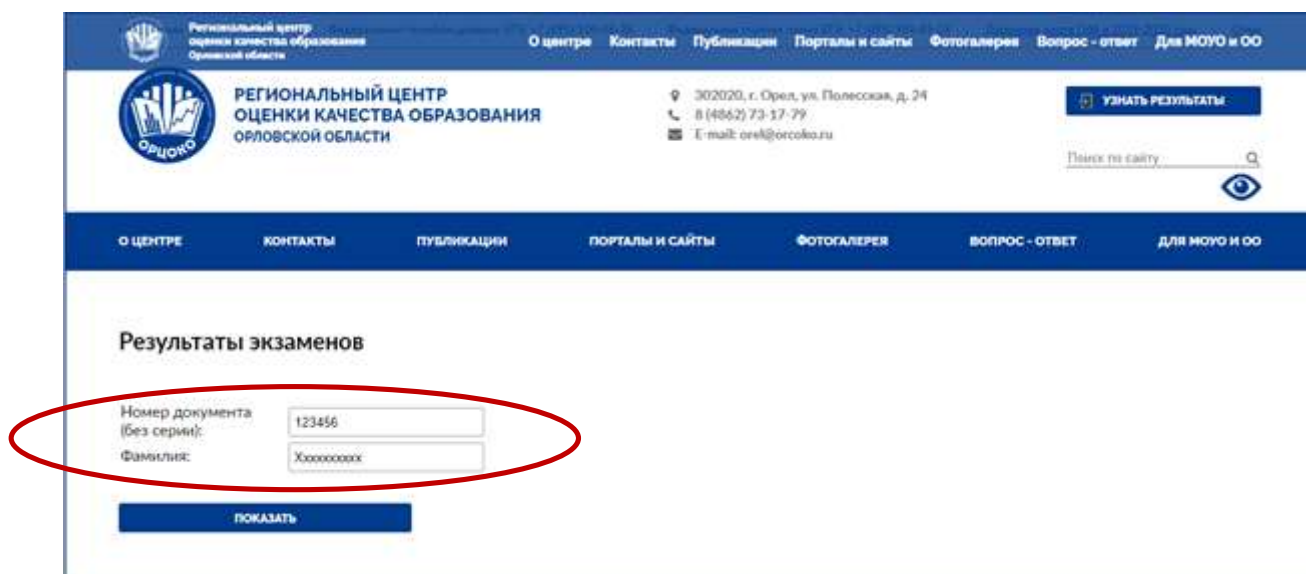 Региональный центр
оценки качества образования
Орловской области
О центре Контакты Публикации Порталы и сайты Фотогалерея Вопрос - ответ Для МОУО и ОО
ОРЦОКО
РЕГИОНАЛЬНЫЙ ЦЕНТР
ОЦЕНКИ КАЧЕСТВА ОБРАЗОВАНИЯ
ОРЛОВСКОЙ ОБЛАСТИ
302020, г. Орел, ул. Полесская, д. 24
8 (4862) 73-17-79
E-mail: orel@orcoko.ru
УЗНАТЬ РЕЗУЛЬТАТЫ
Поиск по сайту
О ЦЕНТРЕ КОНТАКТЫ ПУБЛИКАЦИИ ПОРТАЛЫ И САЙТЫ ФОТОГАЛЕРЕЯ ВОПРОС - ОТВЕТ ДЛЯ МОУО И ОО
Результаты экзаменов
Номер документа
(без серии):
123456
Фамилия:
Хххххххххх
ПОКАЗАТЬ